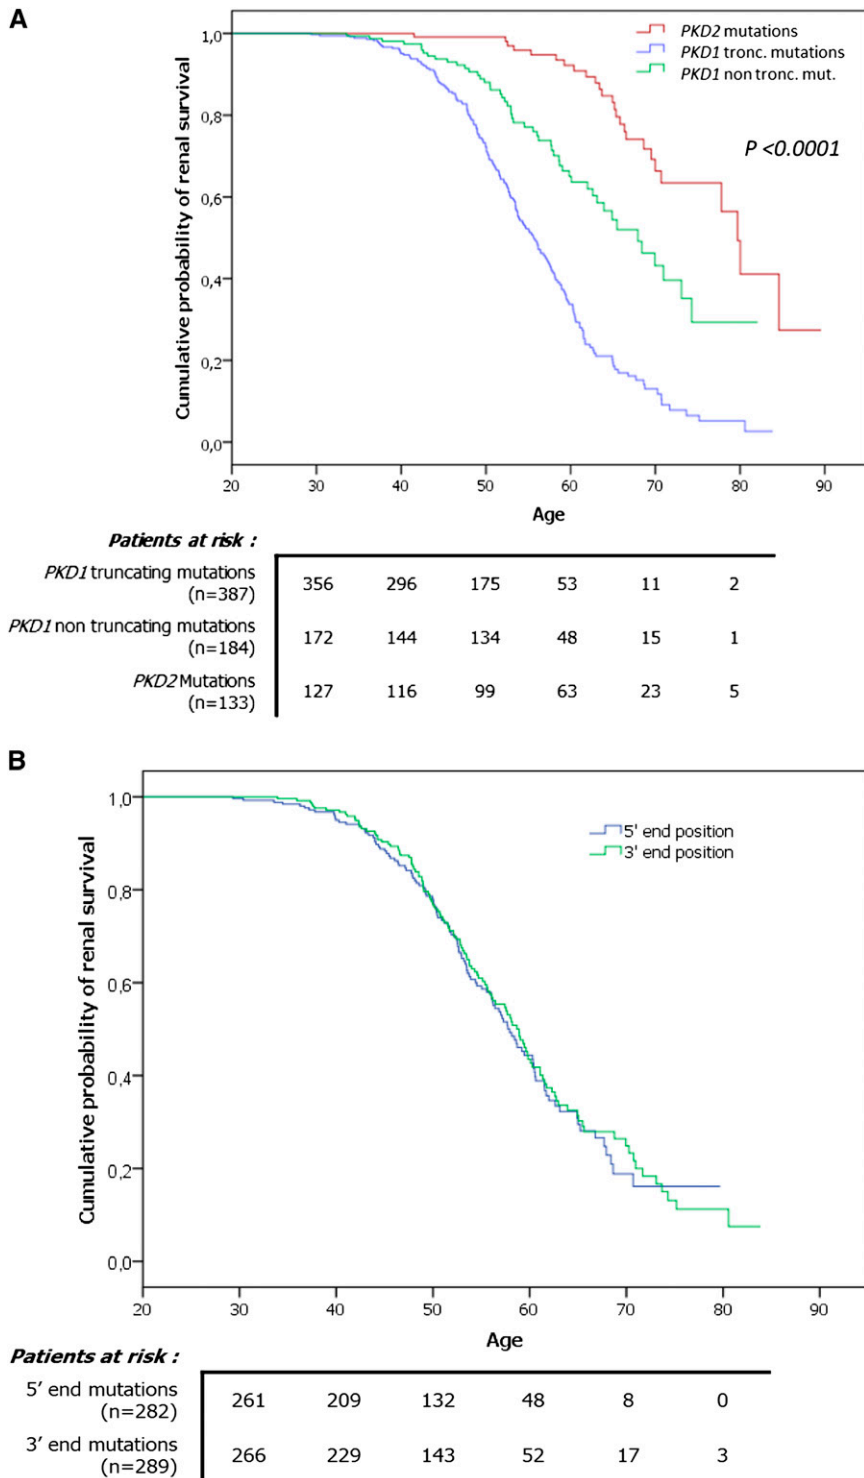 A
PKD2 mutations
PKD1 tronc. mutations
PKD1 non tronc. mut.
P <0.0001
Cumulative probability of renal survival
1,0
0,8
0,6
0,4
0,2
0,0
20 30 40 50 60 70 80 90
Age
Patients at risk :
PKD1 truncating mutations
(n=387)
356 296 175 53 11 2
PKD1 non truncating mutations
(n=184)
172 144 134 48 15 1
PKD2 Mutations
(n=133)
127 116 99 63 23 5
B
5' end position
3' end position
Cumulative probability of renal survival
1,0
0,8
0,6
0,4
0,2
0,0
20 30 40 50 60 70 80 90
Age
Patients at risk :
5' end mutations
(n=282)
261 209 132 48 8 0
3' end mutations
(n=289)
266 229 143 52 17 3